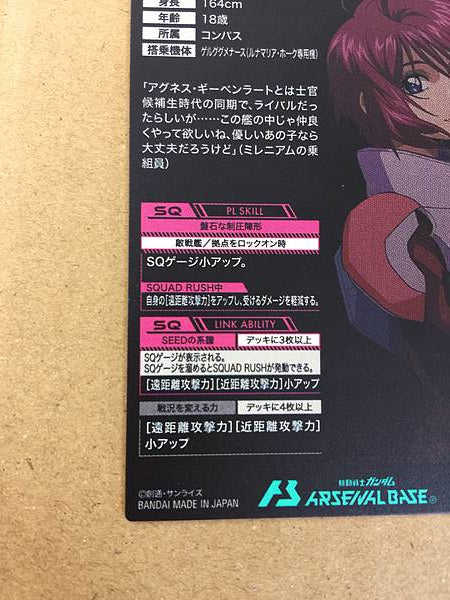 身長 164cm
年齢 18歳
所属 コンパス
搭乗機体 ゲルググメナース(ルナマリア・ホーク専用機)
「アグネス・ギーベンラートとは士官
候補生時代の同期で、ライバルだっ
たらしいが……この艦の中じゃ仲良
くやって欲しいね、優しいあの子なら
大丈夫だろうけど」(ミレニアムの乗
組員)
SQ PL SKILL
盤石な制圧陣形
敵戦艦／拠点をロックオン時
SQゲージ小アップ。
SQUAD RUSH中
自身の[遠距離攻撃力]をアップし、受けるダメージを軽減する。
SQ LINK ABILITY
SEEDの系譜 デッキに3枚以上
SQゲージが表示される。
SQゲージを溜めるとSQUAD RUSHが発動できる。
[遠距離攻撃力][近距離攻撃力]小アップ
戦況を変える力 デッキに4枚以上
[遠距離攻撃力][近距離攻撃力]
小アップ
©創通・サンライズ
BANDAI MADE IN JAPAN
機動戦士ガンダム
ARSENAL BASE